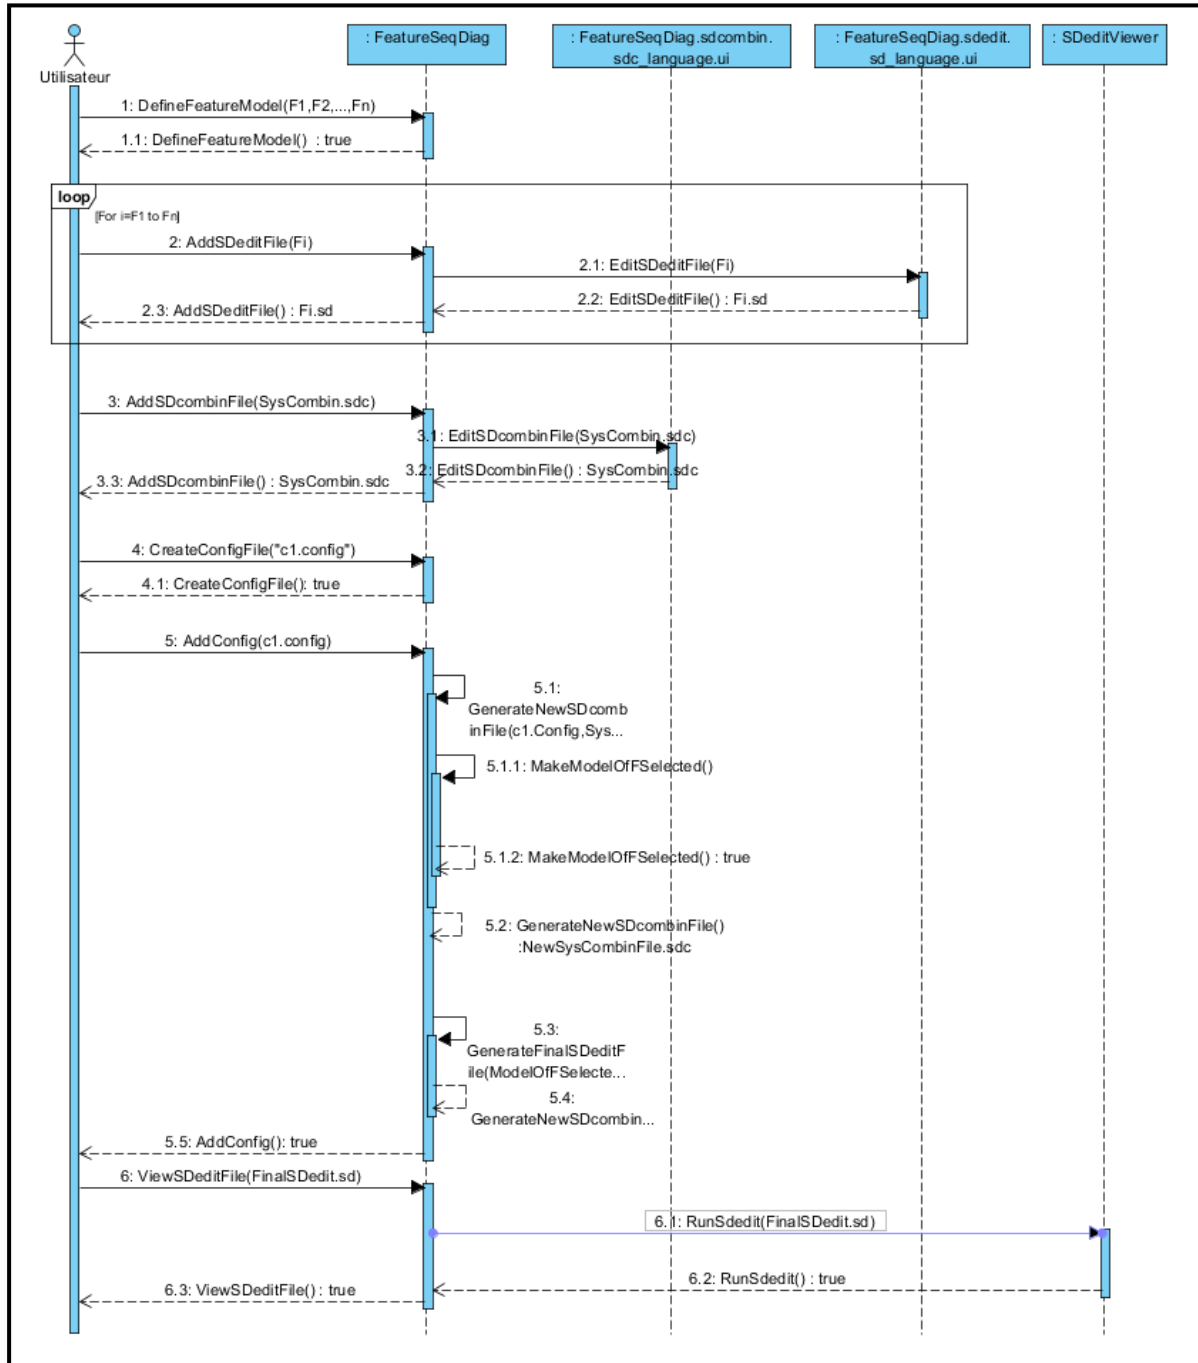 Utilisateur
: FeatureSeqDiag
: FeatureSeqDiag.sdcombin.
sdc_language.ui
: FeatureSeqDiag.sdedit.
sd_language.ui
: SDeditViewer
1: DefineFeatureModel(F1,F2,...,Fn)
1.1: DefineFeatureModel() : true
loop
[For i=F1 to Fn]
2: AddSDeditFile(Fi)
2.1: EditSDeditFile(Fi)
2.2: EditSDeditFile() : Fi.sd
2.3: AddSDeditFile() : Fi.sd
3: AddSDcombinFile(SysCombin.sdc)
3.1: EditSDcombinFile(SysCombin.sdc)
3.2: EditSDcombinFile() : SysCombin.sdc
3.3: AddSDcombinFile() : SysCombin.sdc
4: CreateConfigFile("c1.config")
4.1: CreateConfigFile(): true
5: AddConfig(c1.config)
5.1:
GenerateNewSDcomb
inFile(c1.Config,Sys...
5.1.1: MakeModelOfFSelected()
5.1.2: MakeModelOfFSelected() : true
5.2: GenerateNewSDcombinFile()
:NewSysCombinFile.sdc
5.3:
GenerateFinalSDeditF
ile(ModelOfFSelecte...
5.4:
GenerateNewSDcombin...
5.5: AddConfig(): true
6: ViewSDeditFile(FinalSDedit.sd)
6.1: RunSdedit(FinalSDedit.sd)
6.2: RunSdedit() : true
6.3: ViewSDeditFile() : true